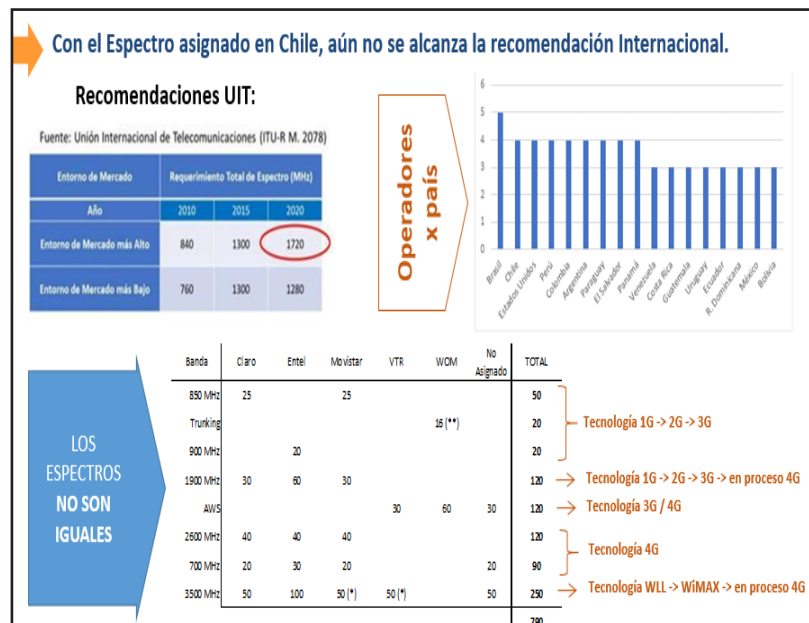 Con el Espectro asignado en Chile, aún no se alcanza la recomendación Internacional.
Recomendaciones UIT:
Fuente: Unión Internacional de Telecomunicaciones (ITU-R M. 2078)
Entorno de Mercado Requerimiento Total de Espectro (MHz)
Año 2010 2015 2020
Entorno de Mercado más Alto 840 1300 1720
Entorno de Mercado más Bajo 760 1300 1280
Operadores
x país
6
5
4
3
2
1
0
Brasil
Chile
Estados Unidos
Perú
Colombia
Argentina
Paraguay
El Salvador
Panamá
Venezuela
Costa Rica
Guatemala
Uruguay
Ecuador
R. Dominicana
México
Bolivia
LOS
ESPECTROS
NO SON
IGUALES
Banda Claro Entel Movistar VTR WOM No Asignado TOTAL
850 MHz 25 25 50
Trunking 16 (**) 20
900 MHz 20 20
1900 MHz 30 60 30 120
AWS 30 60 30 120
2600 MHz 40 40 40 120
700 MHz 20 30 20 20 90
3500 MHz 50 100 50 (*) 50 (*) 50 250
790
Tecnología 1G -> 2G -> 3G
Tecnología 1G -> 2G -> 3G -> en proceso 4G
Tecnología 3G / 4G
Tecnología 4G
Tecnología WLL -> WiMAX -> en proceso 4G